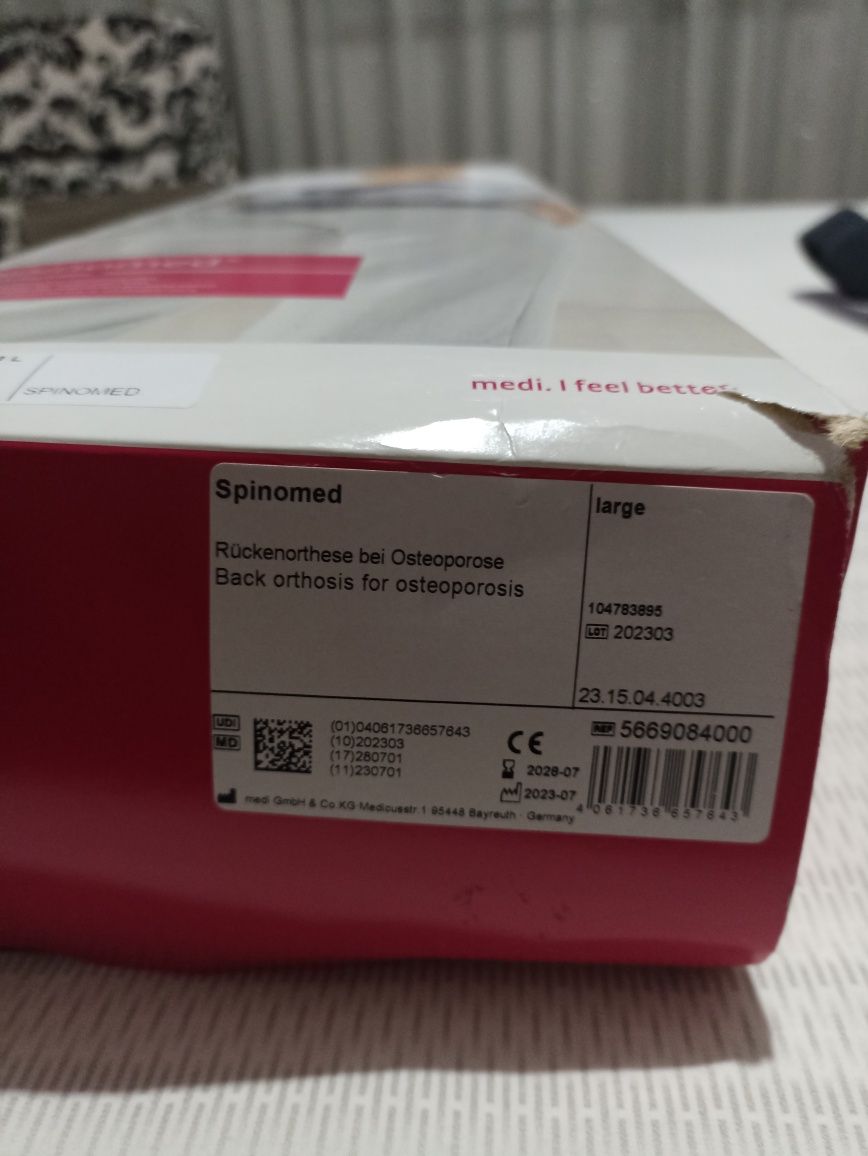 SPINOMED
medi. I feel better.
Spinomed
large
Rückenorthese bei Osteoporose
Back orthosis for osteoporosis
104783895
LOT 202303
23.15.04.4003
UDI
MD
(01)04061736657643
(10)202303
(17)280701
(11)230701
CE
2028-07
2023-07
REF 5669084000
4 061736 657643
medi GmbH & Co KG Medicusstr. 1 95448 Bayreuth · Germany